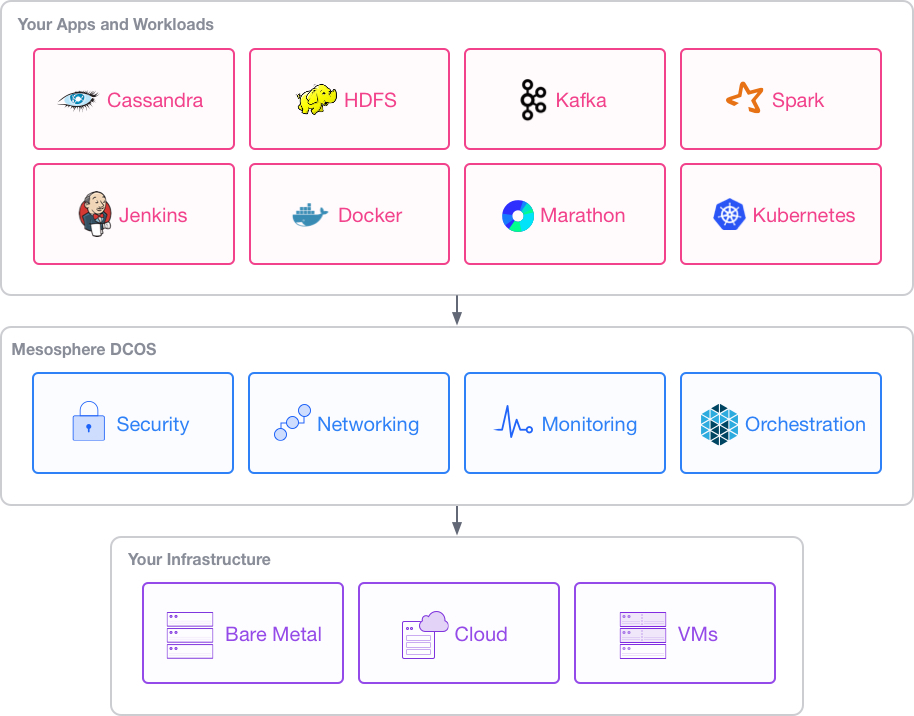 Your Apps and Workloads
Cassandra
HDFS
Kafka
Spark
Jenkins
Docker
Marathon
Kubernetes
Mesosphere DCOS
Security
Networking
Monitoring
Orchestration
Your Infrastructure
Bare Metal
Cloud
VMs